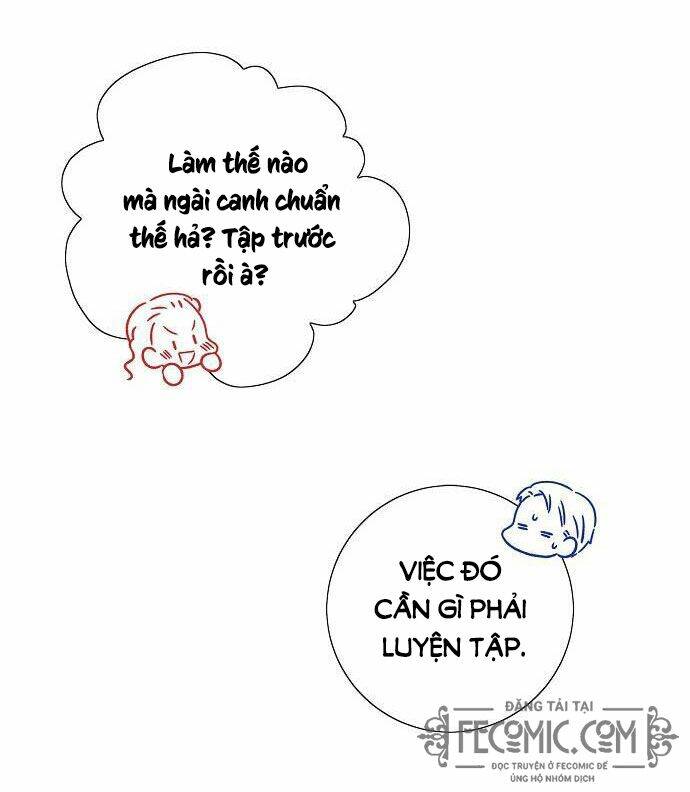 Làm thế nào
mà ngài canh chuẩn
thế hả? Tập trước
rồi à?
VIỆC ĐÓ
CẦN GÌ PHẢI
LUYỆN TẬP.
ĐĂNG TẢI TẠI
FECOMIC.COM
ĐỌC TRUYỆN Ở FECOMIC ĐỂ
ỦNG HỘ NHÓM DỊCH